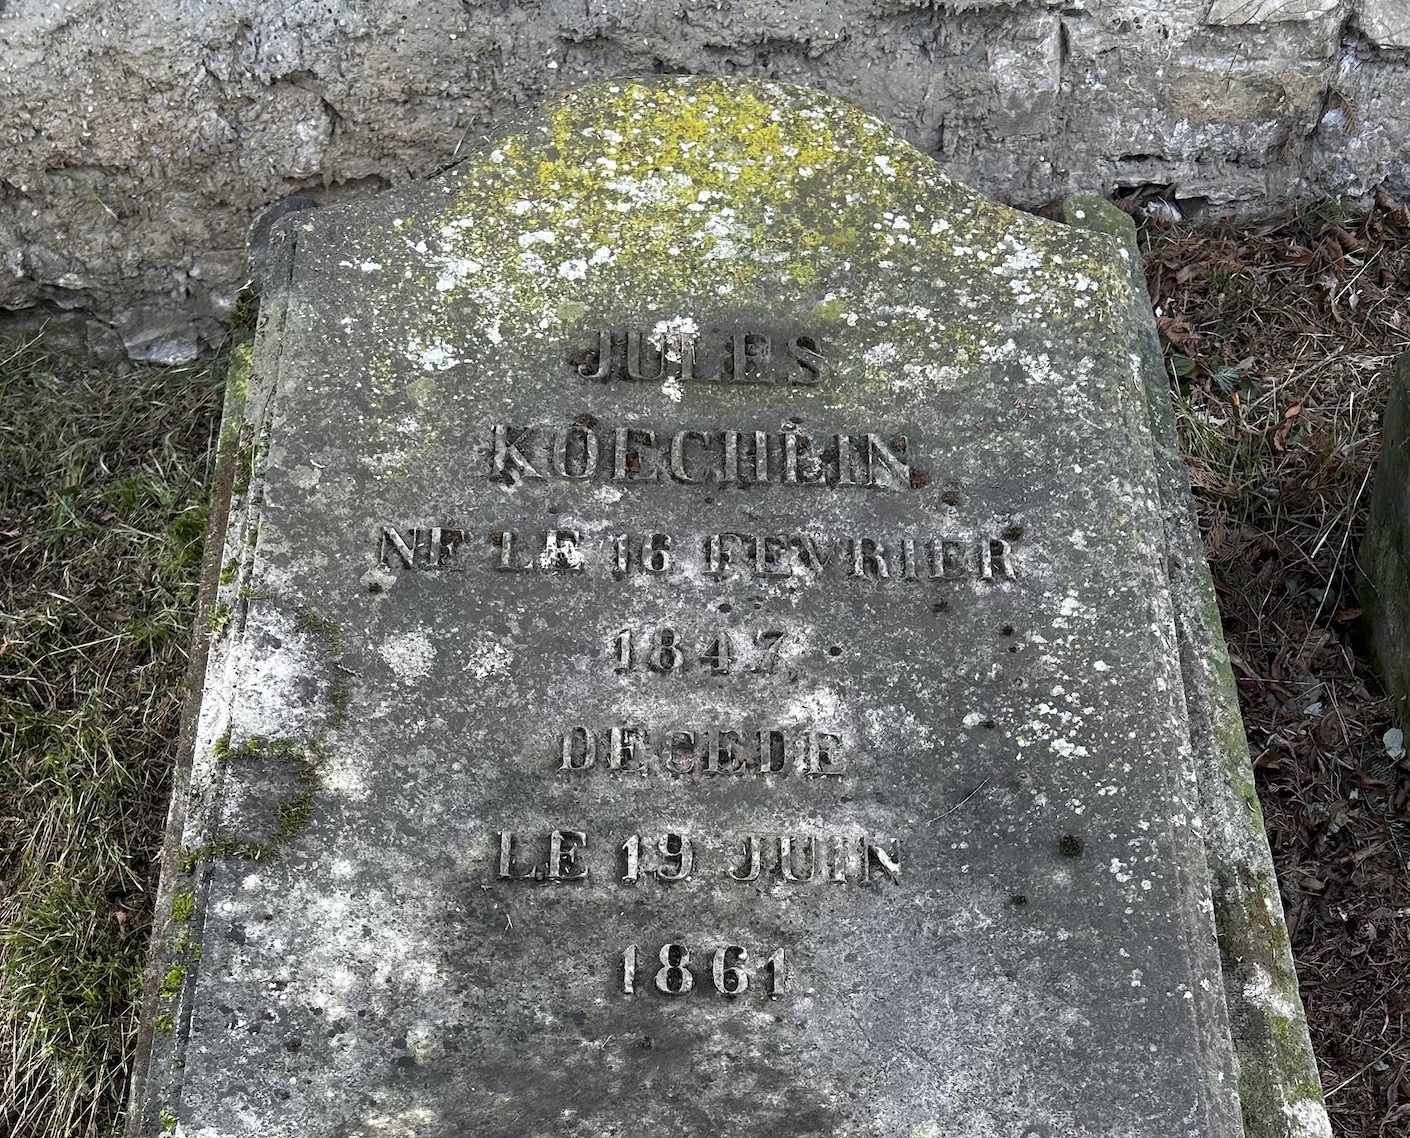 JULES
KOECHLIN
NE LE 16 FEVRIER
1847.
DECEDE
LE 19 JUIN
1861